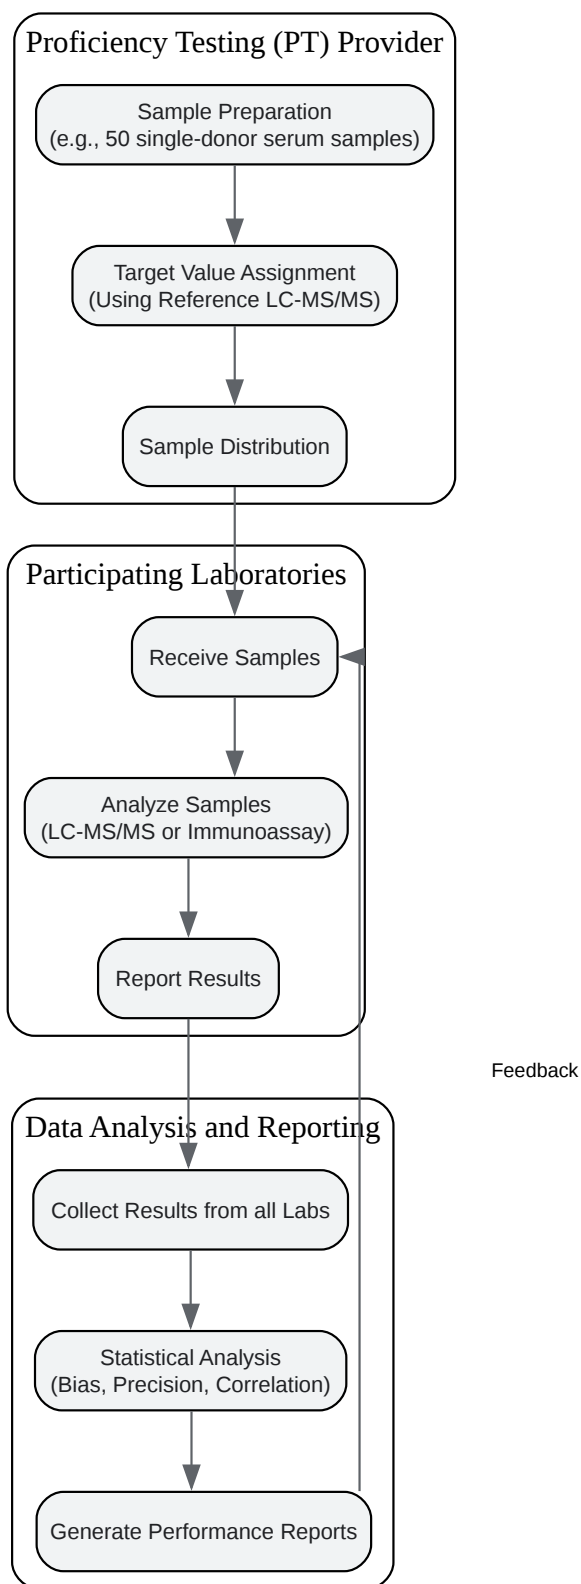 Proficiency Testing (PT) Provider
Sample Preparation
(e.g., 50 single-donor serum samples)
Target Value Assignment
(Using Reference LC-MS/MS)
Sample Distribution
Participating Laboratories
Receive Samples
Analyze Samples
(LC-MS/MS or Immunoassay)
Report Results
Feedback
Data Analysis and Reporting
Collect Results from all Labs
Statistical Analysis
(Bias, Precision, Correlation)
Generate Performance Reports